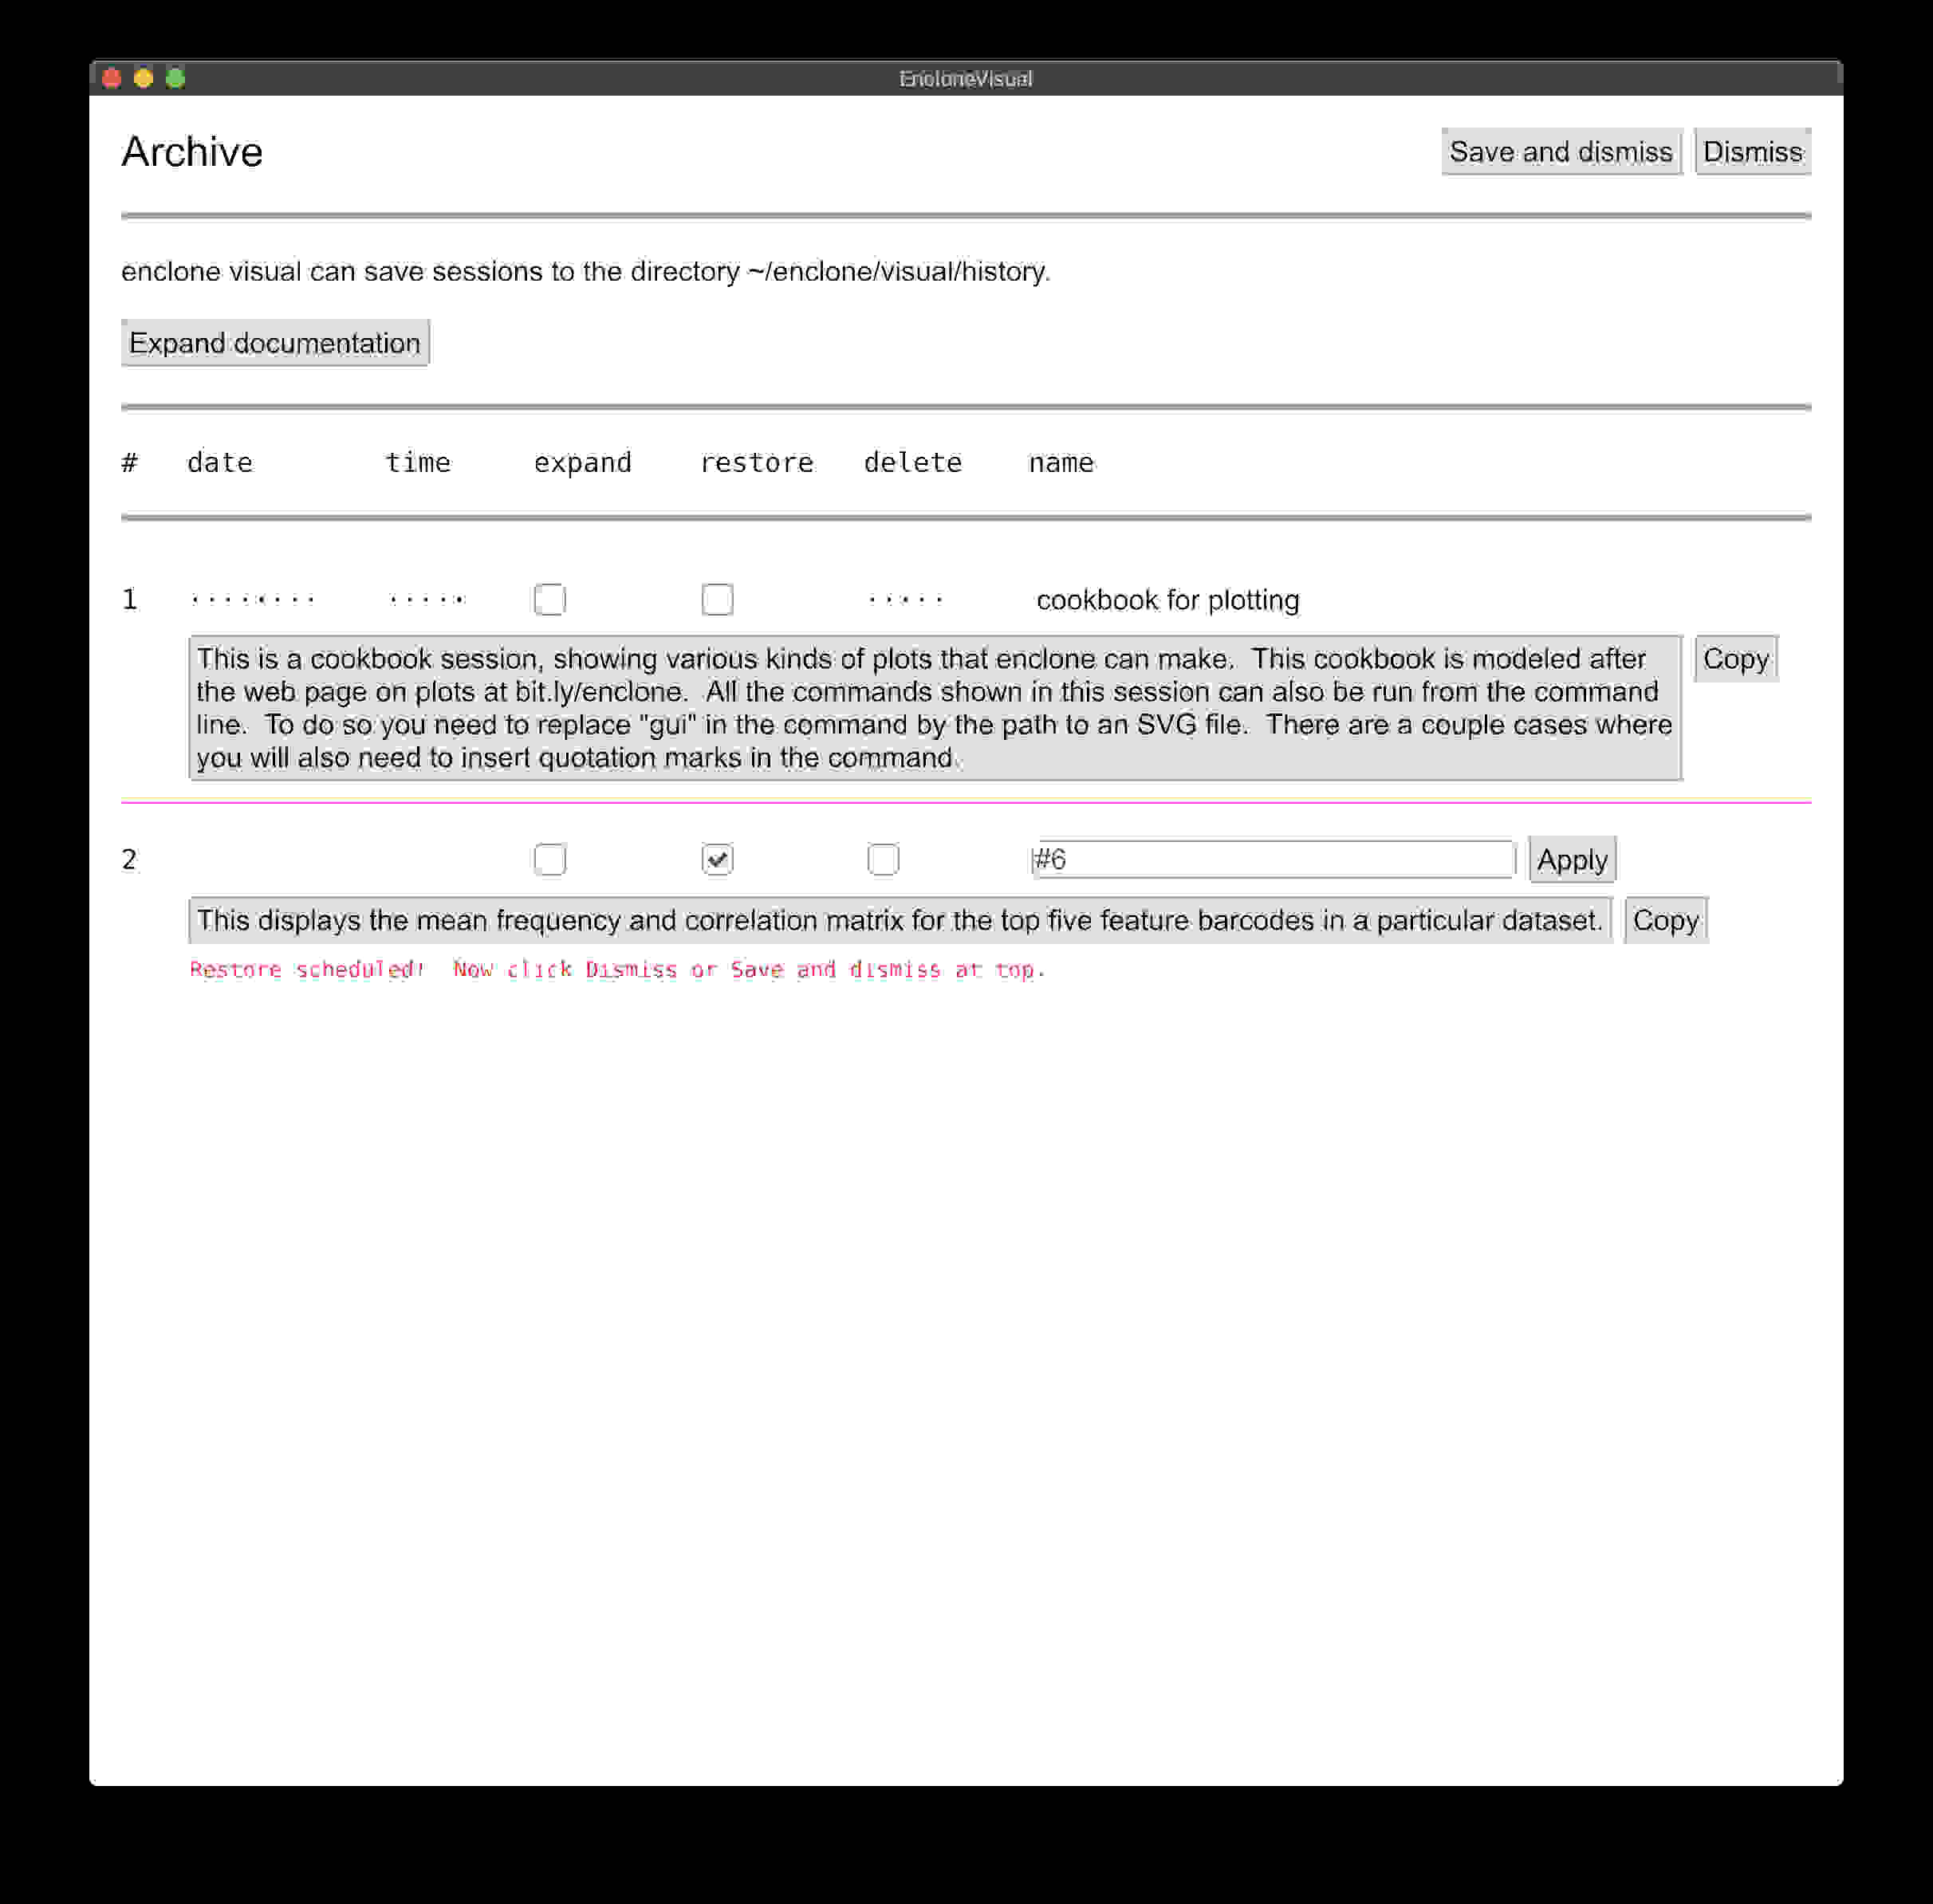 EncloneVisual
Archive
Save and dismiss Dismiss
enclone visual can save sessions to the directory ~/enclone/visual/history.
Expand documentation
# date time expand restore delete name
1 ········ ····· ····· cookbook for plotting
This is a cookbook session, showing various kinds of plots that enclone can make. This cookbook is modeled after
the web page on plots at bit.ly/enclone. All the commands shown in this session can also be run from the command
line. To do so you need to replace "gui" in the command by the path to an SVG file. There are a couple cases where
you will also need to insert quotation marks in the command.
Copy
2 #6 Apply
This displays the mean frequency and correlation matrix for the top five feature barcodes in a particular dataset. Copy
Restore scheduled! Now click Dismiss or Save and dismiss at top.